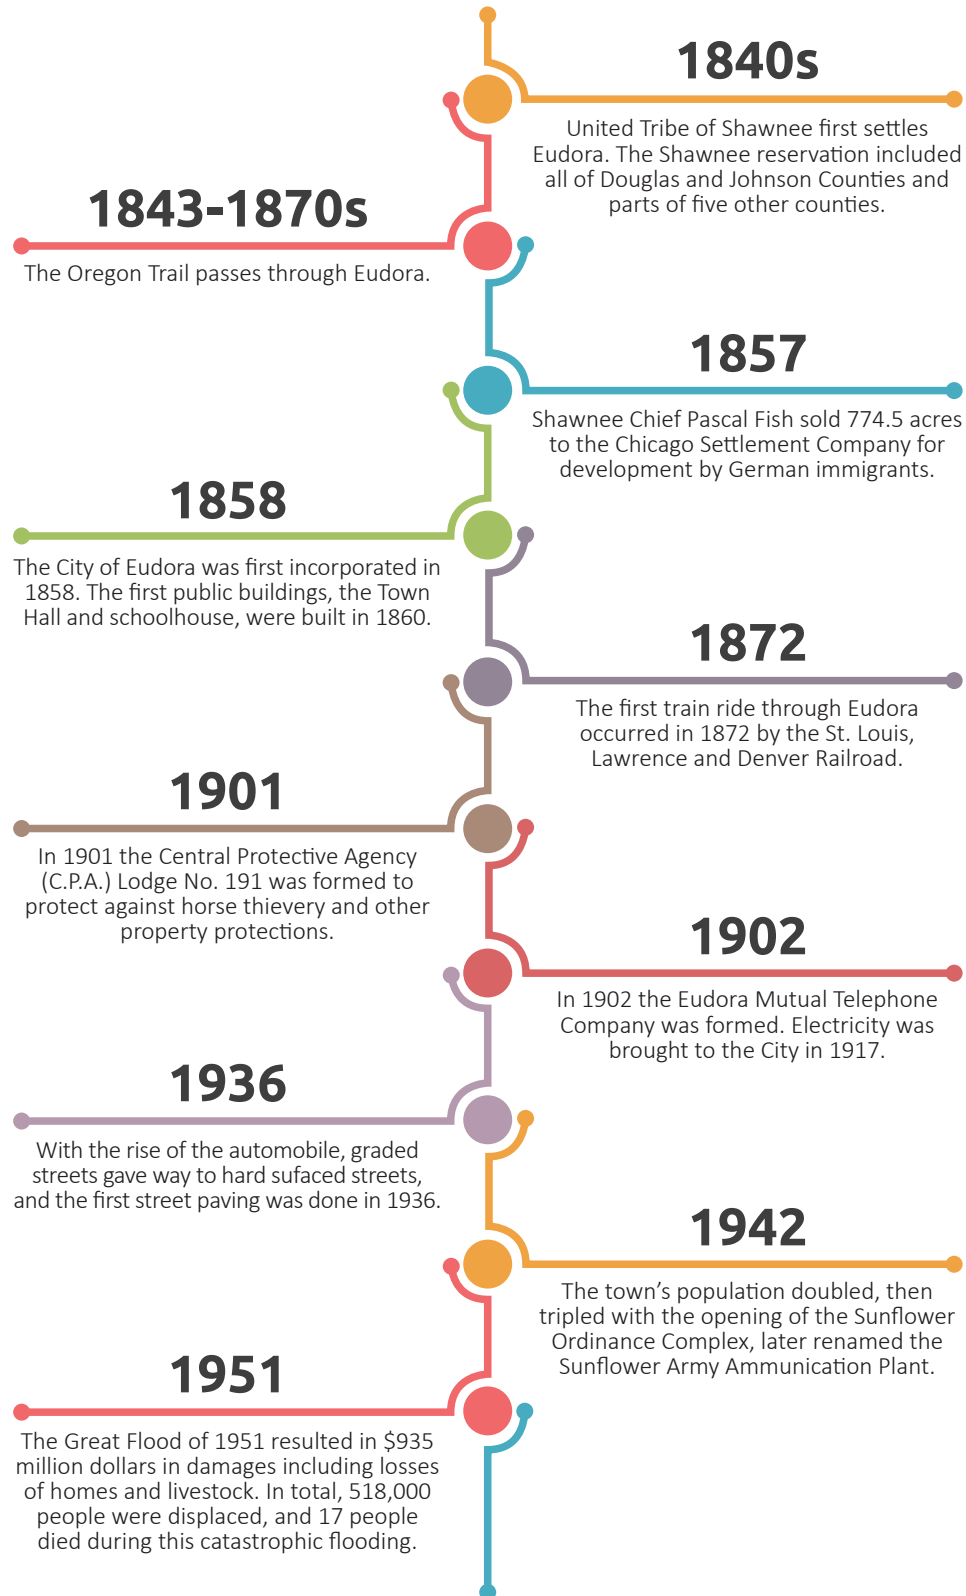 1840s
United Tribe of Shawnee first settles
Eudora. The Shawnee reservation included
all of Douglas and Johnson Counties and
parts of five other counties.
1843-1870s
The Oregon Trail passes through Eudora.
1857
Shawnee Chief Pascal Fish sold 774.5 acres
to the Chicago Settlement Company for
development by German immigrants.
1858
The City of Eudora was first incorporated in
1858. The first public buildings, the Town
Hall and schoolhouse, were built in 1860.
1872
The first train ride through Eudora
occurred in 1872 by the St. Louis,
Lawrence and Denver Railroad.
1901
In 1901 the Central Protective Agency
(C.P.A.) Lodge No. 191 was formed to
protect against horse thievery and other
property protections.
1902
In 1902 the Eudora Mutual Telephone
Company was formed. Electricity was
brought to the City in 1917.
1936
With the rise of the automobile, graded
streets gave way to hard sufaced streets,
and the first street paving was done in 1936.
1942
The town’s population doubled, then
tripled with the opening of the Sunflower
Ordinance Complex, later renamed the
Sunflower Army Ammunication Plant.
1951
The Great Flood of 1951 resulted in $935
million dollars in damages including losses
of homes and livestock. In total, 518,000
people were displaced, and 17 people
died during this catastrophic flooding.